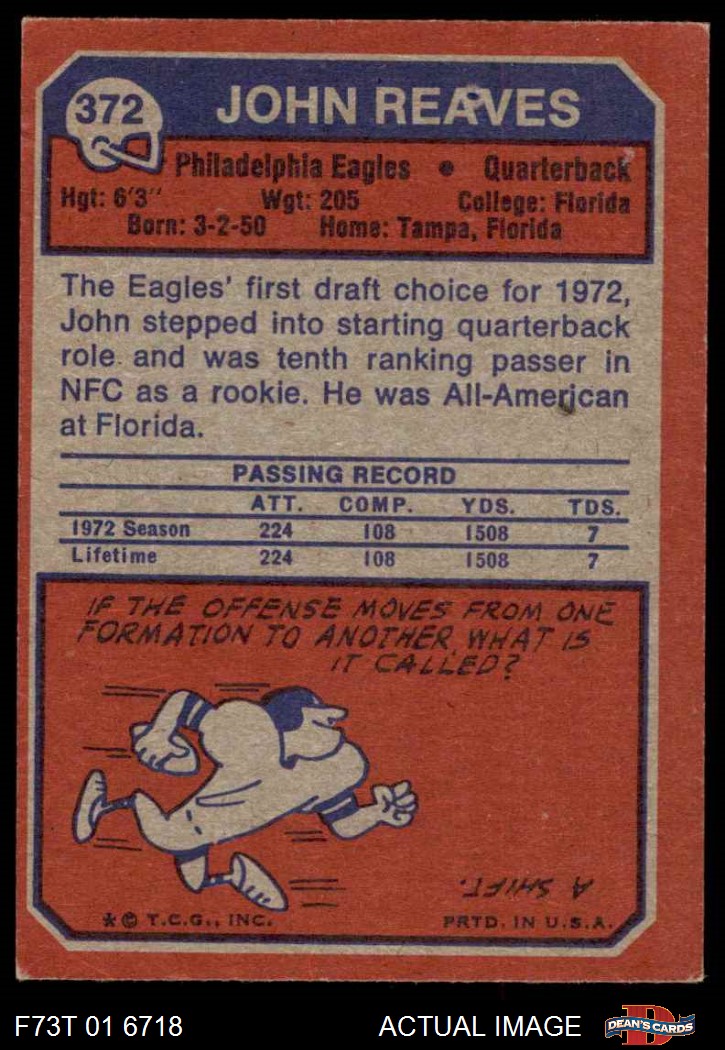 372
JOHN REAVES
Philadelphia Eagles • Quarterback
Hgt: 6'3" Wgt: 205 College: Florida
Born: 3-2-50 Home: Tampa, Florida
The Eagles' first draft choice for 1972,
John stepped into starting quarterback
role and was tenth ranking passer in
NFC as a rookie. He was All-American
at Florida.
PASSING RECORD
ATT. COMP. YDS. TDS.
1972 Season 224 108 1508 7
Lifetime 224 108 1508 7
IF THE OFFENSE MOVES FROM ONE
FORMATION TO ANOTHER, WHAT IS
IT CALLED?
A SHIFT.
* © T.C.G., INC. PRTD. IN U.S.A.
F73T 01 6718 ACTUAL IMAGE
D
DEAN'S CARDS